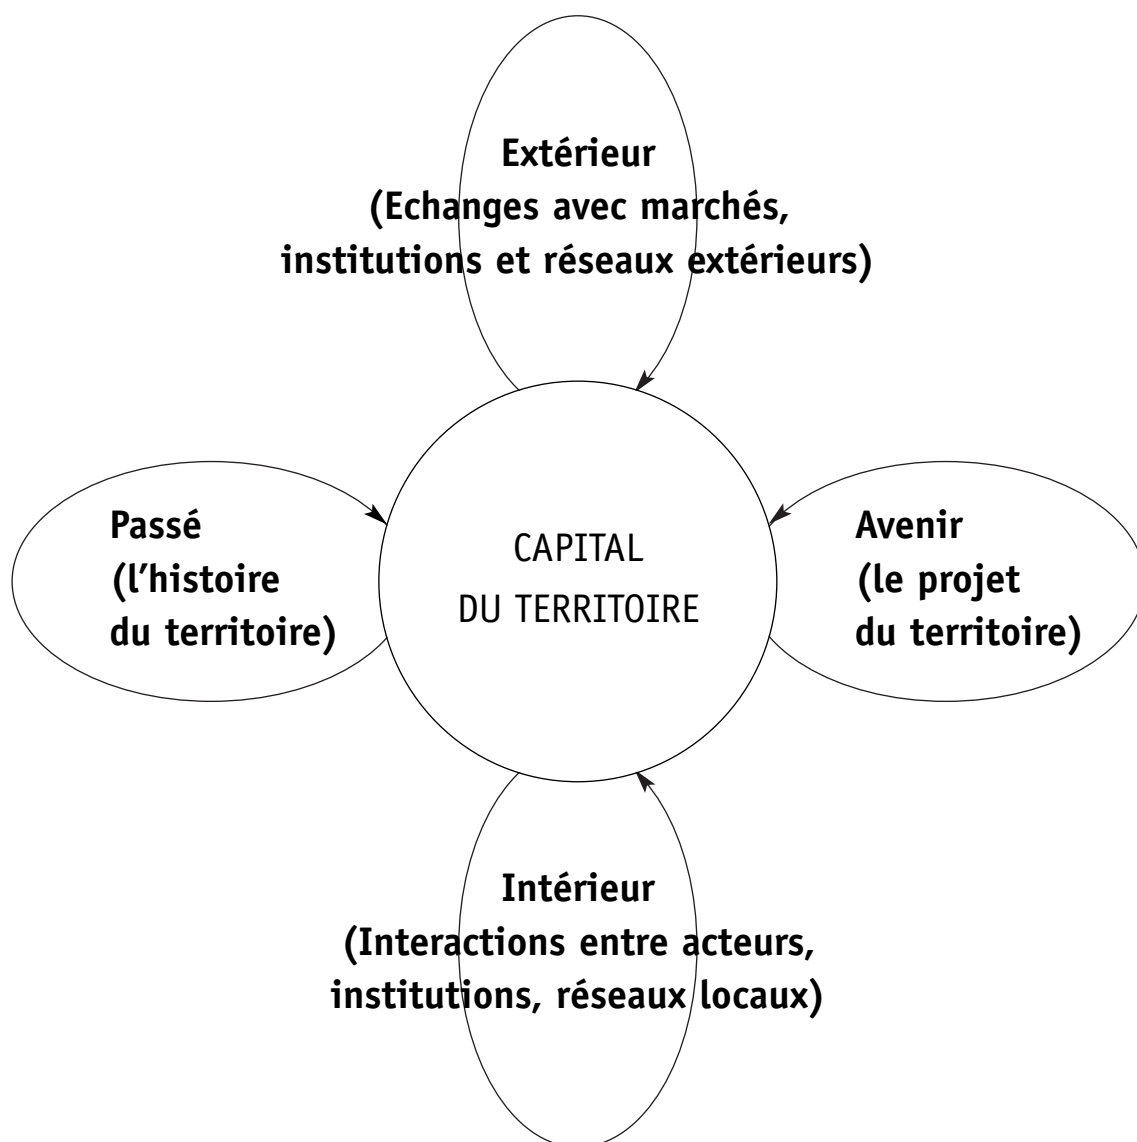 Extérieur
(Echanges avec marchés,
institutions et réseaux extérieurs)
Passé
(l'histoire
du territoire)
CAPITAL
DU TERRITOIRE
Avenir
(le projet
du territoire)
Intérieur
(Interactions entre acteurs,
institutions, réseaux locaux)